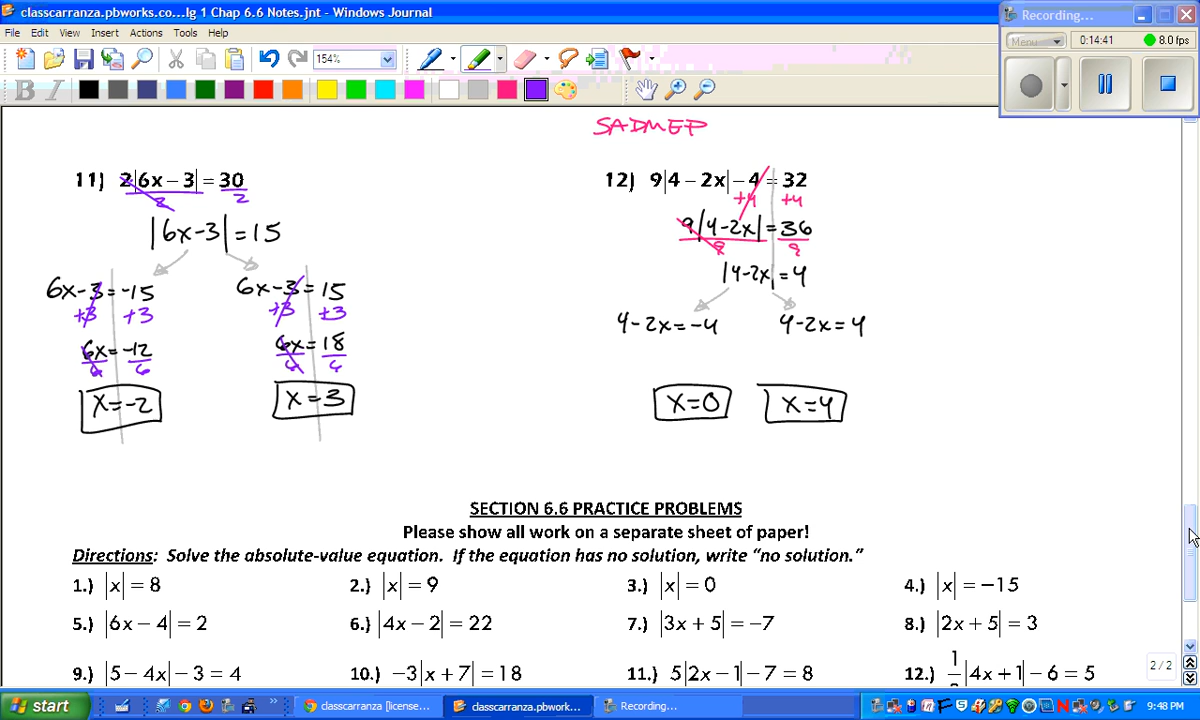 classcarranza.pbworks.co...lg 1 Chap 6.6 Notes.jnt - Windows Journal
Recording...
File Edit View Insert Actions Tools Help
Menu 0:14:41 8.0 fps
154%
B I
SADMEP
11) 2|6x − 3| = 30
2 2
|6x-3| = 15
6x-3 = -15 6x-3 = 15
+3 +3 +3 +3
6x = -12 6x = 18
6 6 6 6
x = -2 x = 3
12) 9|4 − 2x| − 4 = 32
+4 +4
9|4-2x| = 36
9 9
|4-2x| = 4
4-2x = -4 4-2x = 4
x=0 x=4
SECTION 6.6 PRACTICE PROBLEMS
Please show all work on a separate sheet of paper!
Directions: Solve the absolute-value equation. If the equation has no solution, write “no solution.”
1.) |x| = 8 2.) |x| = 9 3.) |x| = 0 4.) |x| = −15
5.) |6x − 4| = 2 6.) |4x − 2| = 22 7.) |3x + 5| = −7 8.) |2x + 5| = 3
9.) |5 − 4x| − 3 = 4 10.) −3|x + 7| = 18 11.) 5|2x − 1| − 7 = 8 12.) 1 |4x + 1| − 6 = 5
2 / 2
start classcarranza [license... classcarranza.pbwork... Recording... 9:48 PM